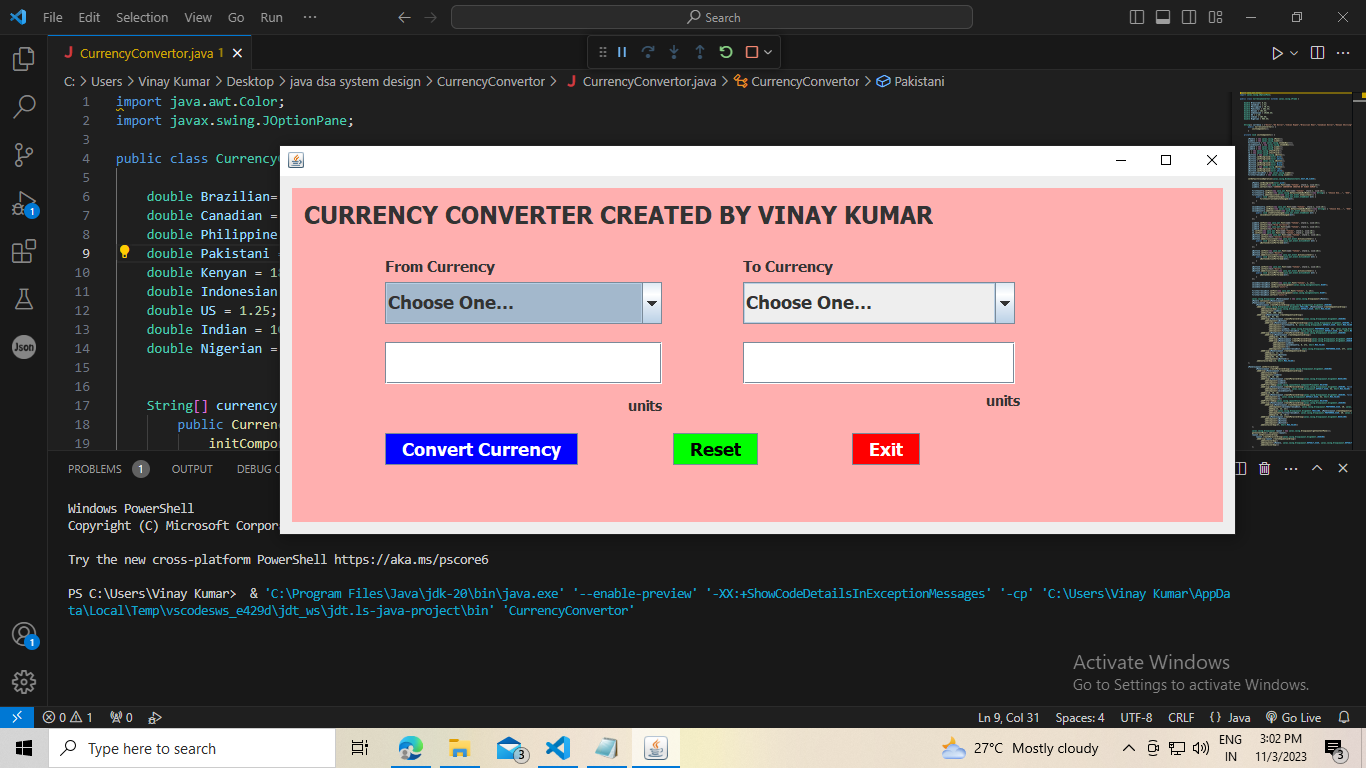 File Edit Selection View Go Run ··· Search
J CurrencyConvertor.java 1
C: > Users > Vinay Kumar > Desktop > java dsa system design > CurrencyConvertor > J CurrencyConvertor.java > CurrencyConvertor > Pakistani
1 import java.awt.Color;
2 import javax.swing.JOptionPane;
3
4 public class Currency
5
6 double Brazilian=
7 double Canadian =
8 double Philippine
9 double Pakistani =
10 double Kenyan =
11 double Indonesian
12 double US = 1.25;
13 double Indian =
14 double Nigerian =
15
16
17 String[] currency
18 public Curren
19 initCompo
CURRENCY CONVERTER CREATED BY VINAY KUMAR
From Currency To Currency
Choose One... Choose One...
units units
Convert Currency Reset Exit
PROBLEMS 1 OUTPUT DEBUG
Windows PowerShell
Copyright (C) Microsoft Corpor
Try the new cross-platform PowerShell https://aka.ms/pscore6
PS C:\Users\Vinay Kumar> & 'C:\Program Files\Java\jdk-20\bin\java.exe' '--enable-preview' '-XX:+ShowCodeDetailsInExceptionMessages' '-cp' 'C:\Users\Vinay Kumar\AppDa
ta\Local\Temp\vscodesws_e429d\jdt_ws\jdt.ls-java-project\bin' 'CurrencyConvertor'
1
Json
1
Activate Windows
Go to Settings to activate Windows.
0 1 0 Ln 9, Col 31 Spaces: 4 UTF-8 CRLF {} Java Go Live
Type here to search 3 27°C Mostly cloudy ENG 3:02 PM
IN 11/3/2023 3